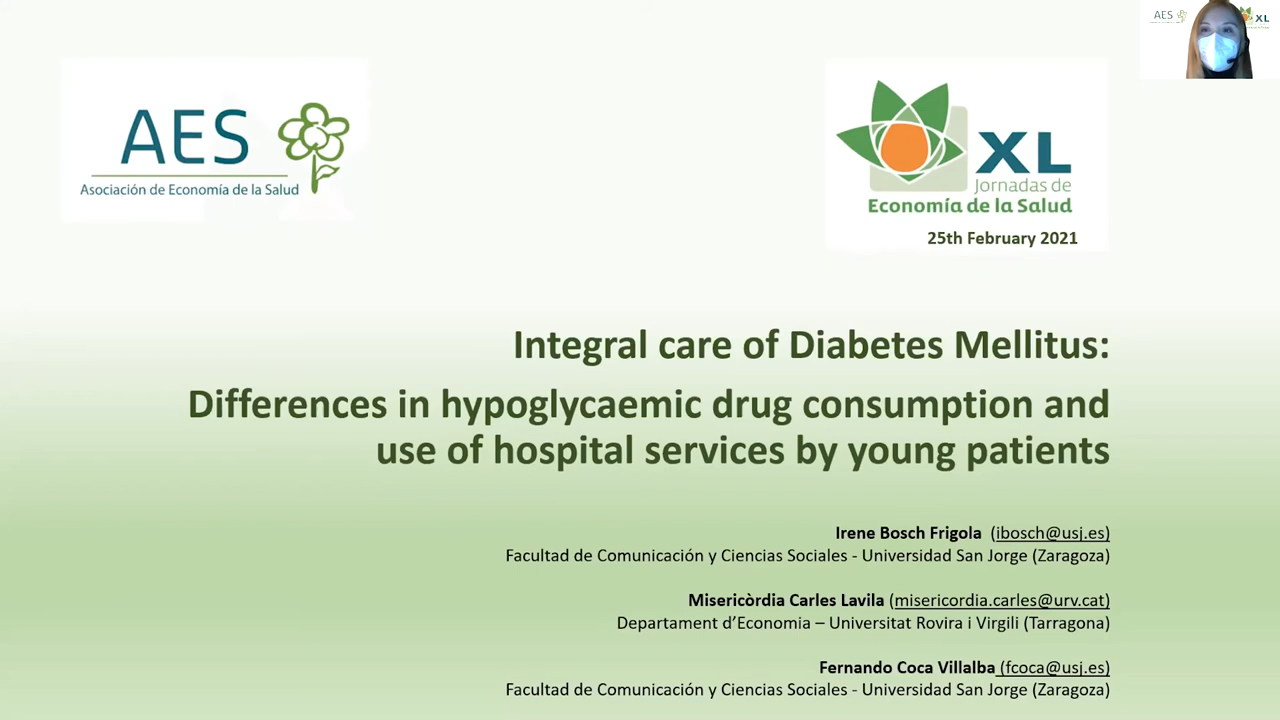 AES
Asociación de Economía de la Salud
XL
Jornadas de
Economía de la Salud
25th February 2021
AES
XL
Integral care of Diabetes Mellitus:
Differences in hypoglycaemic drug consumption and
use of hospital services by young patients
Irene Bosch Frigola (ibosch@usj.es)
Facultad de Comunicación y Ciencias Sociales - Universidad San Jorge (Zaragoza)
Misericòrdia Carles Lavila (misericordia.carles@urv.cat)
Departament d’Economia – Universitat Rovira i Virgili (Tarragona)
Fernando Coca Villalba (fcoca@usj.es)
Facultad de Comunicación y Ciencias Sociales - Universidad San Jorge (Zaragoza)